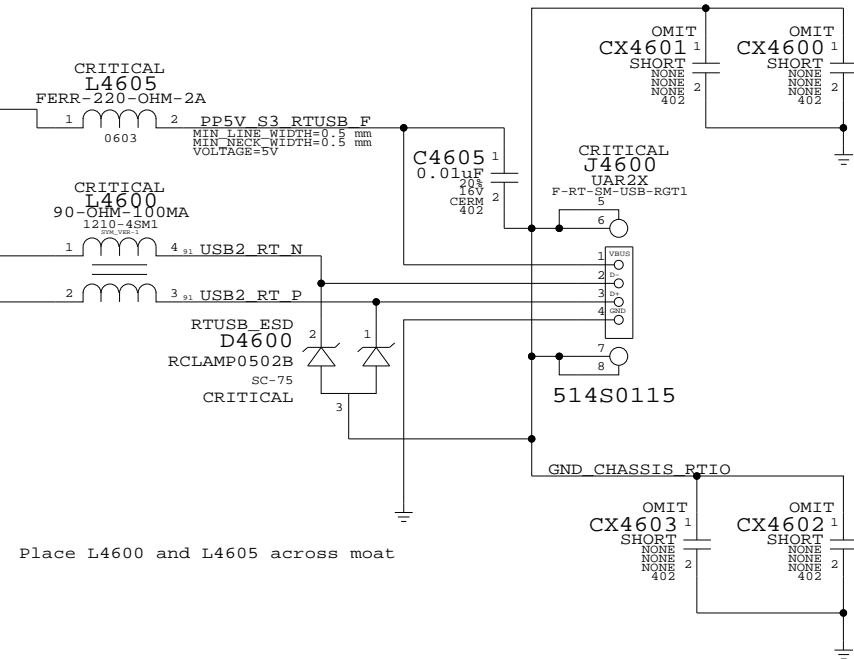 OMIT
CX4601 1
SHORT
NONE
NONE
NONE
402
2
OMIT
CX4600 1
SHORT
NONE
NONE
NONE
402
2
CRITICAL
L4605
FERR-220-OHM-2A
1 2
0603
PP5V_S3_RTUSB_F
MIN_LINE_WIDTH=0.5 mm
MIN_NECK_WIDTH=0.5 mm
VOLTAGE=5V
C4605 1
0.01uF
20%
16V
CERM
402
2
CRITICAL
J4600
UAR2X
F-RT-SM-USB-RGT1
5
6
CRITICAL
L4600
90-OHM-100MA
1210-4SM1
SYM_VER-1
1 4 91 USB2_RT_N
2 3 91 USB2_RT_P
1 VBUS
2 D-
3 D+
4 GND
7
8
514S0115
RTUSB_ESD
D4600
RCLAMP0502B
SC-75
CRITICAL
2 1
3
GND_CHASSIS_RTIO
OMIT
CX4603 1
SHORT
NONE
NONE
NONE
402
2
OMIT
CX4602 1
SHORT
NONE
NONE
NONE
402
2
Place L4600 and L4605 across moat